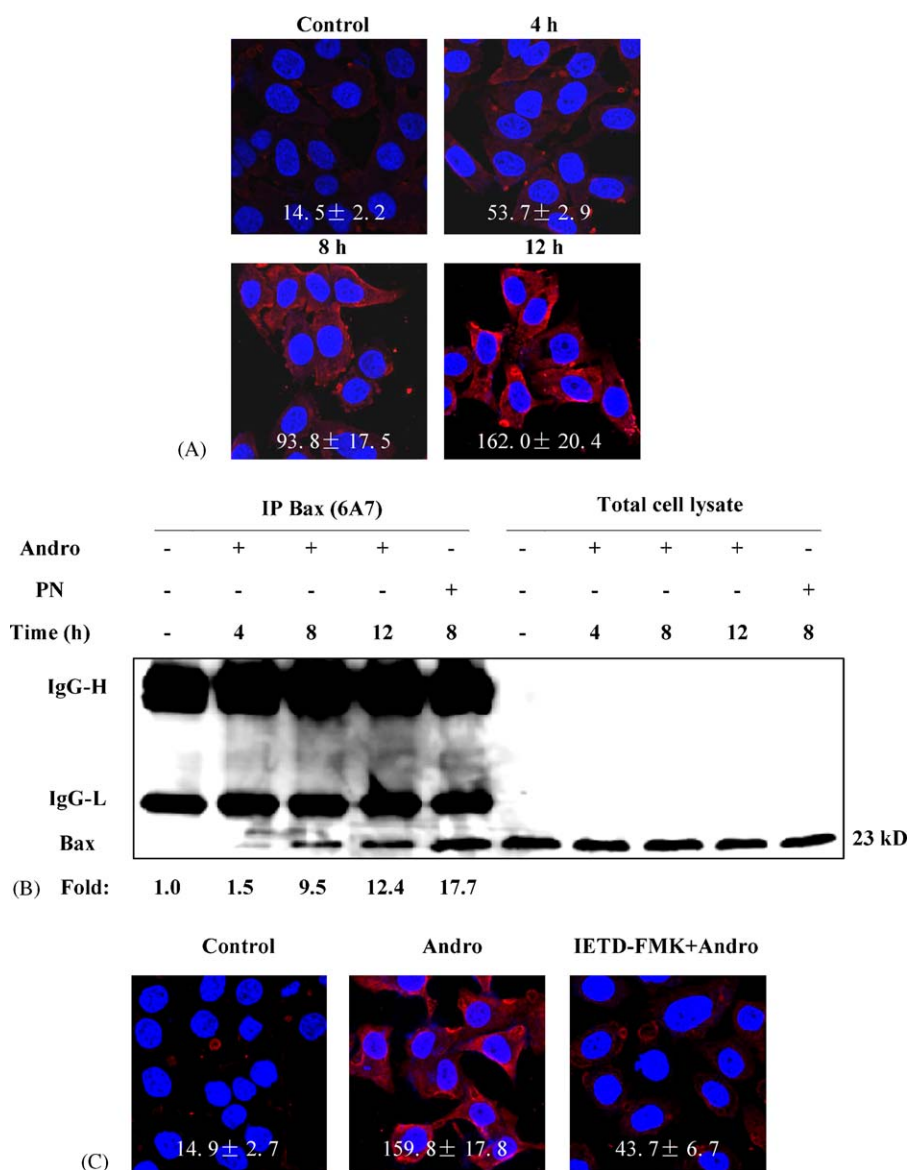 Control 4 h
14.5± 2.2 53.7± 2.9
8 h 12 h
93.8± 17.5 162.0± 20.4
(A)
IP Bax (6A7) Total cell lysate
Andro - + + + - - + + + -
PN - - - - + - - - - +
Time (h) - 4 8 12 8 - 4 8 12 8
IgG-H
IgG-L
Bax 23 kD
(B) Fold: 1.0 1.5 9.5 12.4 17.7
Control Andro IETD-FMK+Andro
14.9± 2.7 159.8± 17.8 43.7± 6.7
(C)